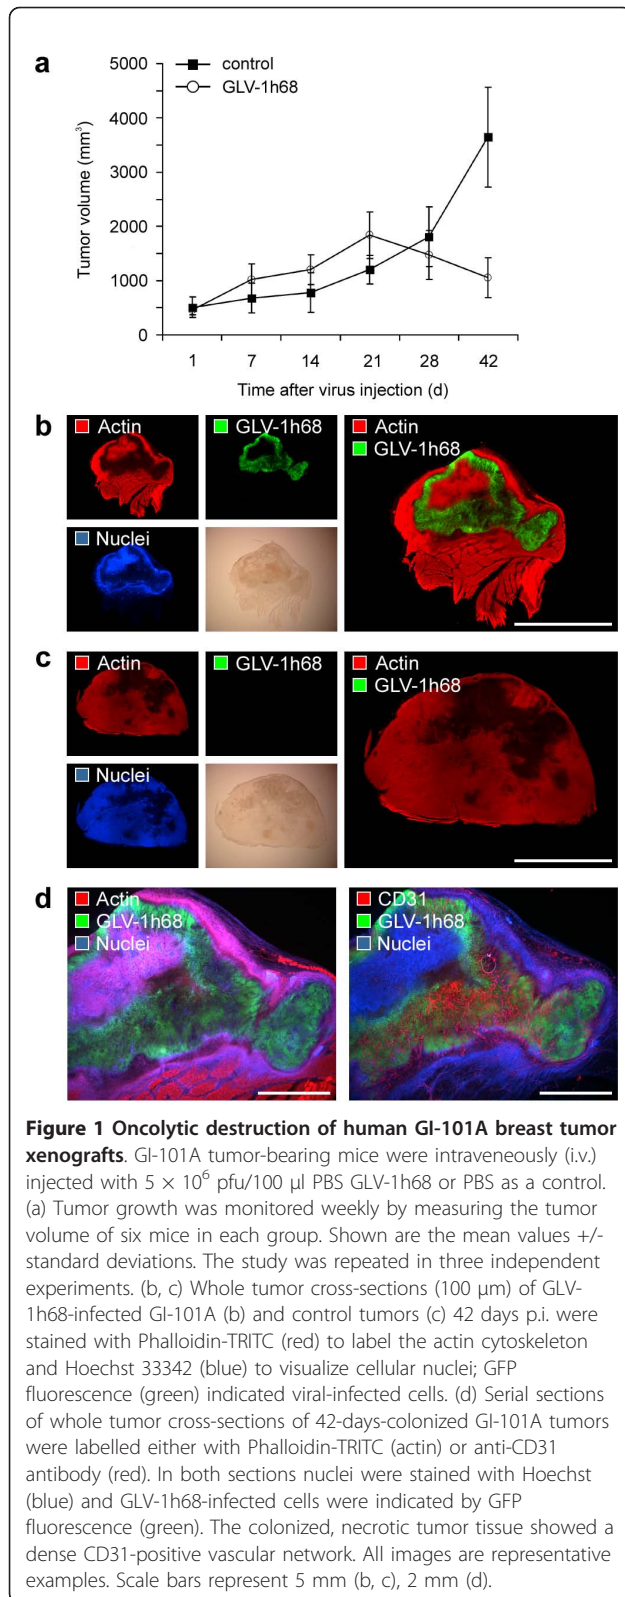 a
5000
4000
3000
2000
1000
0
Tumor volume (mm³)
control
GLV-1h68
1 7 14 21 28 42
Time after virus injection (d)
b
Actin
GLV-1h68
Actin
GLV-1h68
Nuclei
c
Actin
GLV-1h68
Actin
GLV-1h68
Nuclei
d
Actin
GLV-1h68
Nuclei
CD31
GLV-1h68
Nuclei
Figure 1 Oncolytic destruction of human GI-101A breast tumor
xenografts. GI-101A tumor-bearing mice were intraveneously (i.v.)
injected with 5 × 10⁶ pfu/100 μl PBS GLV-1h68 or PBS as a control.
(a) Tumor growth was monitored weekly by measuring the tumor
volume of six mice in each group. Shown are the mean values +/-
standard deviations. The study was repeated in three independent
experiments. (b, c) Whole tumor cross-sections (100 μm) of GLV-
1h68-infected GI-101A (b) and control tumors (c) 42 days p.i. were
stained with Phalloidin-TRITC (red) to label the actin cytoskeleton
and Hoechst 33342 (blue) to visualize cellular nuclei; GFP
fluorescence (green) indicated viral-infected cells. (d) Serial sections
of whole tumor cross-sections of 42-days-colonized GI-101A tumors
were labelled either with Phalloidin-TRITC (actin) or anti-CD31
antibody (red). In both sections nuclei were stained with Hoechst
(blue) and GLV-1h68-infected cells were indicated by GFP
fluorescence (green). The colonized, necrotic tumor tissue showed a
dense CD31-positive vascular network. All images are representative
examples. Scale bars represent 5 mm (b, c), 2 mm (d).